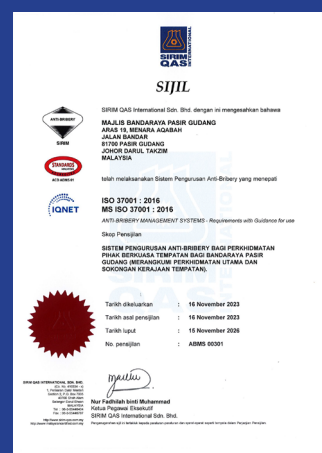 SIRIM
QAS
INTERNATIONAL
SIJIL
ANTI-BRIBERY
SIRIM
STANDARDS
IQNET
SIRIM QAS International Sdn. Bhd. dengan ini mengesahkan bahawa
MAJLIS BANDARAYA PASIR GUDANG
ARAS 19, MENARA AQABAH
JALAN BANDAR
81700 PASIR GUDANG
JOHOR DARUL TAKZIM
MALAYSIA
telah melaksanakan Sistem Pengurusan Anti-Bribery yang menepati
ISO 37001 : 2016
MS ISO 37001 : 2016
ANTI-BRIBERY MANAGEMENT SYSTEMS - Requirements with Guidance for use
Skop Pensijilan
SISTEM PENGURUSAN ANTI-BRIBERY BAGI PERKHIDMATAN
PIHAK BERKUASA TEMPATAN BAGI BANDARAYA PASIR
GUDANG (MERANGKUMI PERKHIDMATAN UTAMA DAN
SOKONGAN KERAJAAN TEMPATAN).
Tarikh dikeluarkan : 16 November 2023
Tarikh asal pensijilan : 16 November 2023
Tarikh luput : 15 November 2026
No. pensijilan : ABMS 00301
SIRIM QAS INTERNATIONAL SDN. BHD.
Nur Fadhilah binti Muhammad
Ketua Pegawai Eksekutif
SIRIM QAS International Sdn. Bhd.